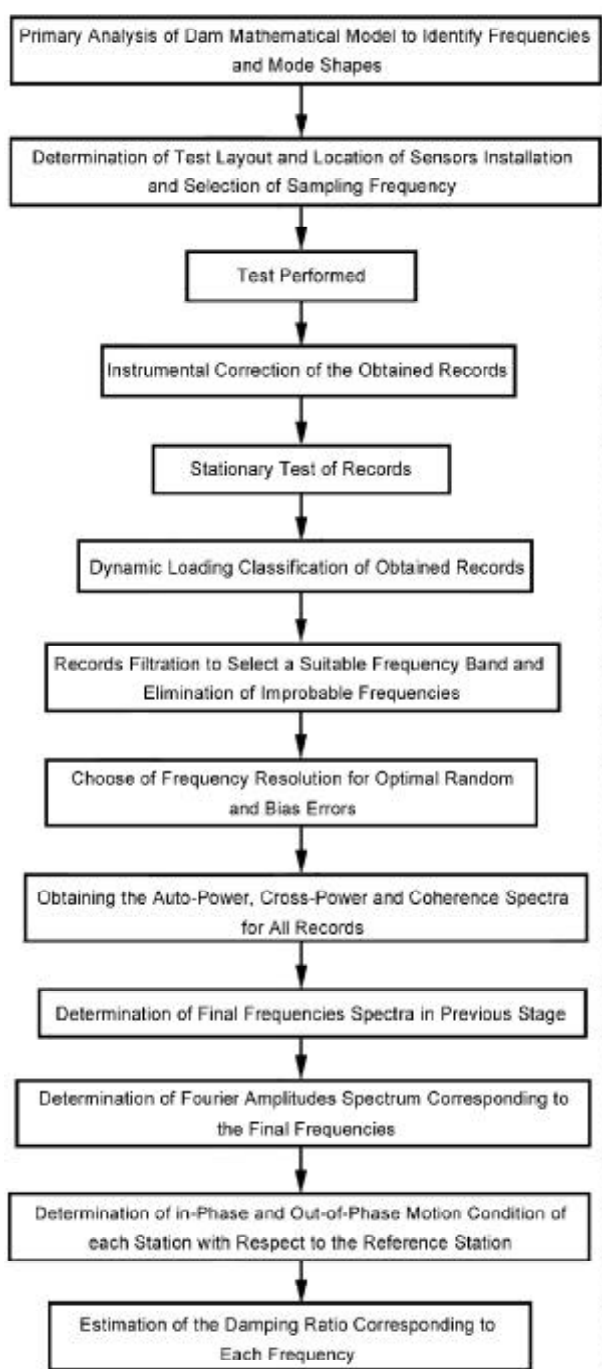 Primary Analysis of Dam Mathematical Model to Identify Frequencies
and Mode Shapes
Determination of Test Layout and Location of Sensors Installation
and Selection of Sampling Frequency
Test Performed
Instrumental Correction of the Obtained Records
Stationary Test of Records
Dynamic Loading Classification of Obtained Records
Records Filtration to Select a Suitable Frequency Band and
Elimination of Improbable Frequencies
Choose of Frequency Resolution for Optimal Random
and Bias Errors
Obtaining the Auto-Power, Cross-Power and Coherence Spectra
for All Records
Determination of Final Frequencies Spectra in Previous Stage
Determination of Fourier Amplitudes Spectrum Corresponding to
the Final Frequencies
Determination of in-Phase and Out-of-Phase Motion Condition of
each Station with Respect to the Reference Station
Estimation of the Damping Ratio Corresponding to
Each Frequency